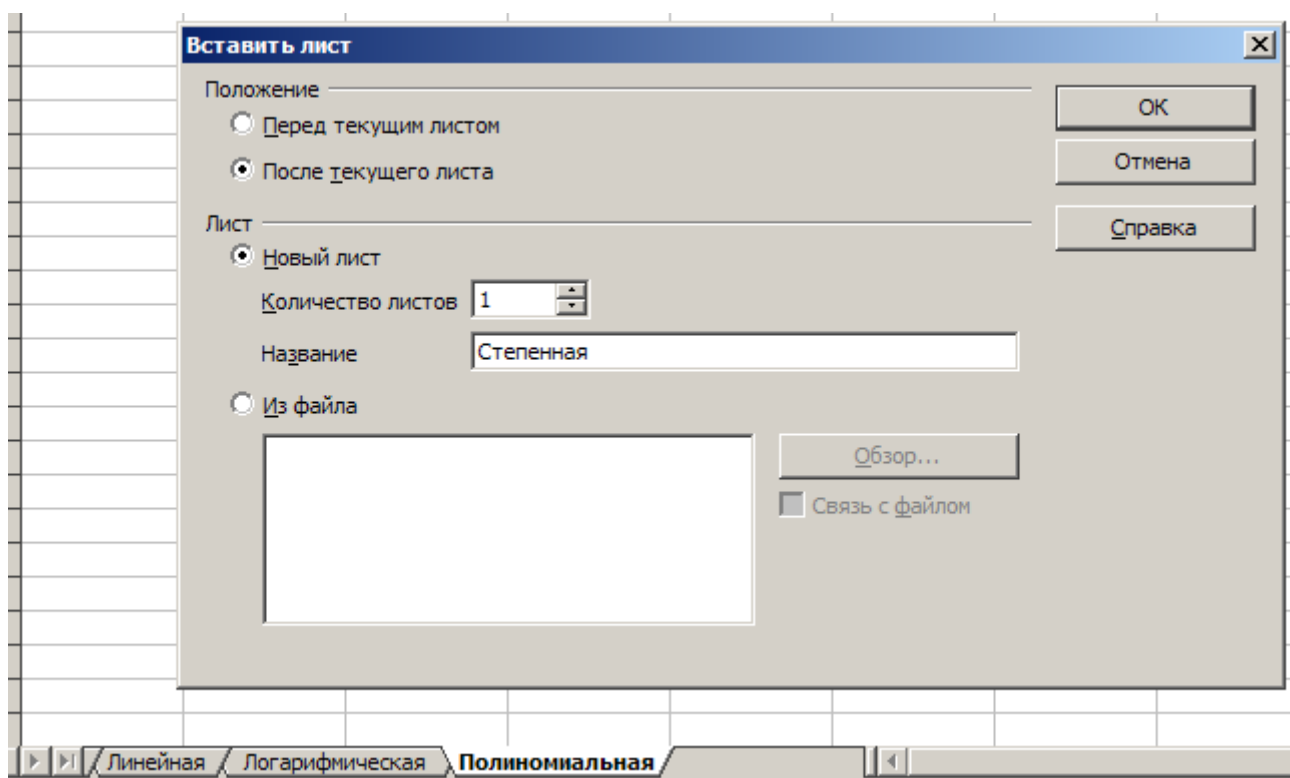 Вставить лист
Положение
Перед текущим листом
После текущего листа
Лист
Новый лист
Количество листов 1
Название Степенная
Из файла
ОК
Отмена
Справка
Обзор...
Связь с файлом
Линейная Логарифмическая Полиномиальная